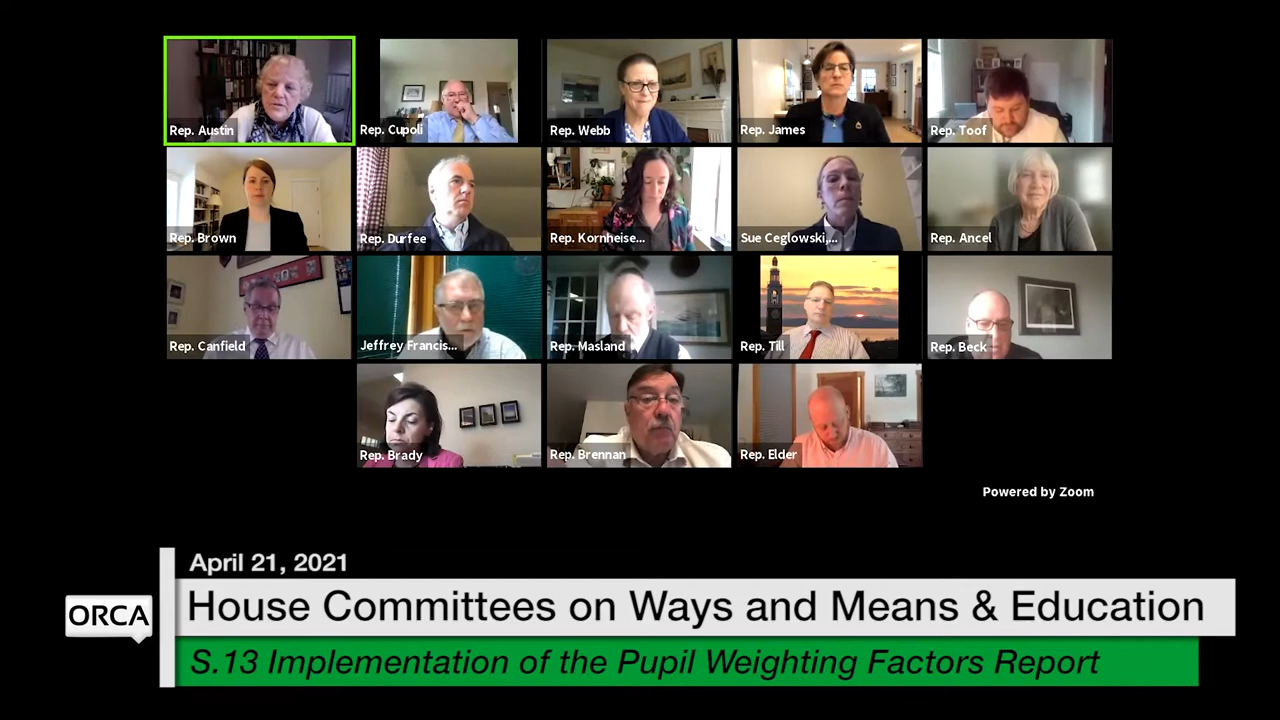 Rep. Austin
Rep. Cupoli
Rep. Webb
Rep. James
Rep. Toof
Rep. Brown
Rep. Durfee
Rep. Kornheise...
Sue Ceglowski,...
Rep. Ancel
Rep. Canfield
Jeffrey Francis...
Rep. Masland
Rep. Till
Rep. Beck
Rep. Brady
Rep. Brennan
Rep. Elder
Powered by Zoom
April 21, 2021
ORCA
House Committees on Ways and Means & Education
S.13 Implementation of the Pupil Weighting Factors Report